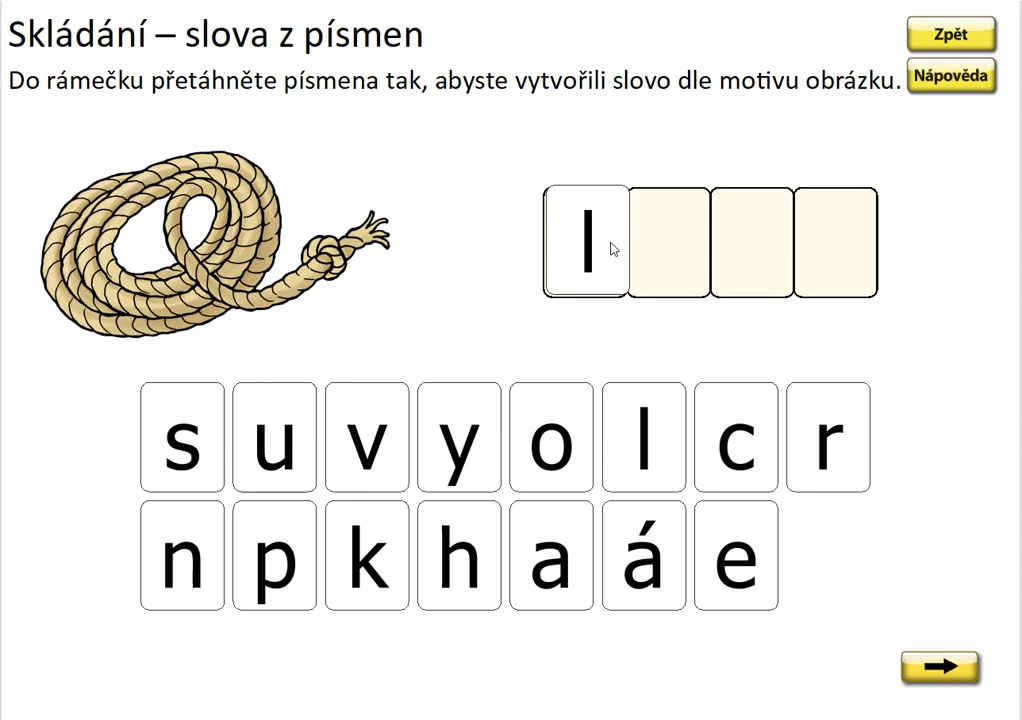 Skládání – slova z písmen
Zpět
Do rámečku přetáhněte písmena tak, abyste vytvořili slovo dle motivu obrázku.
Nápověda
l
s u v y o l c r
n p k h a á e